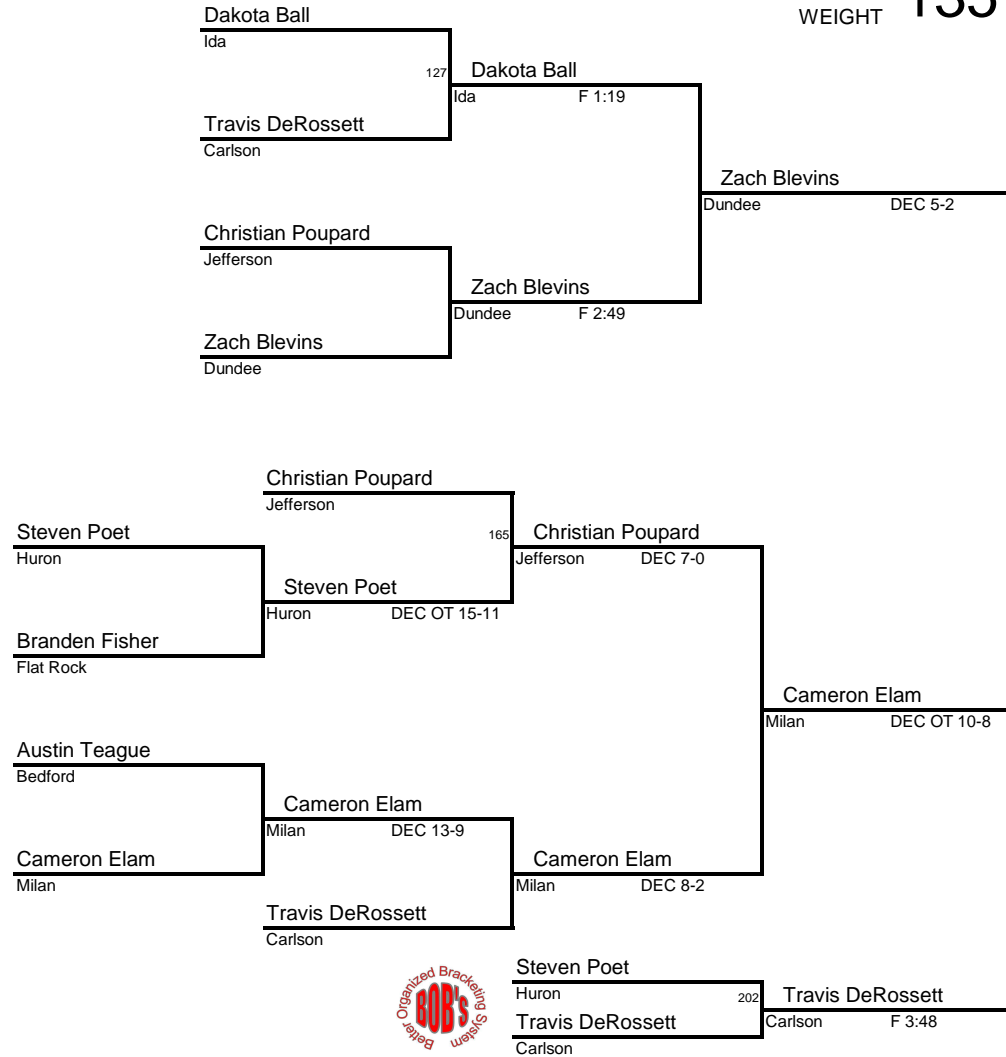 WEIGHT 135
Dakota Ball
Ida
127
Dakota Ball
Ida F 1:19
Travis DeRossett
Carlson
Zach Blevins
Dundee DEC 5-2
Christian Poupard
Jefferson
Zach Blevins
Dundee F 2:49
Zach Blevins
Dundee
Christian Poupard
Jefferson
Steven Poet
Huron
165
Christian Poupard
Jefferson DEC 7-0
Steven Poet
Huron DEC OT 15-11
Branden Fisher
Flat Rock
Cameron Elam
Milan DEC OT 10-8
Austin Teague
Bedford
Cameron Elam
Milan DEC 13-9
Cameron Elam
Milan
Cameron Elam
Milan DEC 8-2
Travis DeRossett
Carlson
Better Organized Bracketing System
BOB'S
Steven Poet
Huron
202
Travis DeRossett
Carlson F 3:48
Travis DeRossett
Carlson